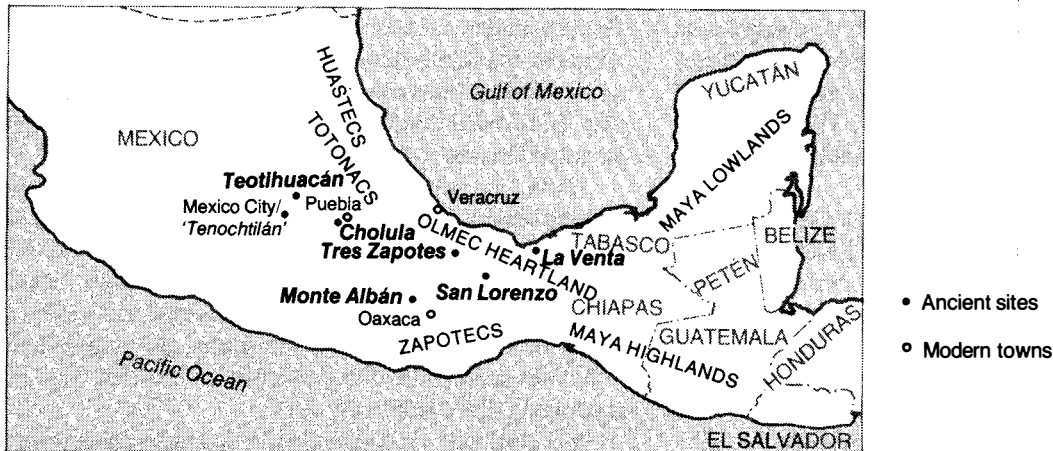 HUASTECS
TOTONACS
Gulf of Mexico
YUCATÁN
MAYA LOWLANDS
MEXICO
Teotihuacán
Mexico City/
'Tenochtilán'
Puebla
Cholula
Veracruz
OLMEC HEARTLAND
Tres Zapotes
TABASCO
La Venta
BELIZE
PETÉN
Monte Albán
San Lorenzo
Oaxaca
CHIAPAS
ZAPOTECS
GUATEMALA
MAYA HIGHLANDS
HONDURAS
Pacific Ocean
EL SALVADOR
Ancient sites
Modern towns